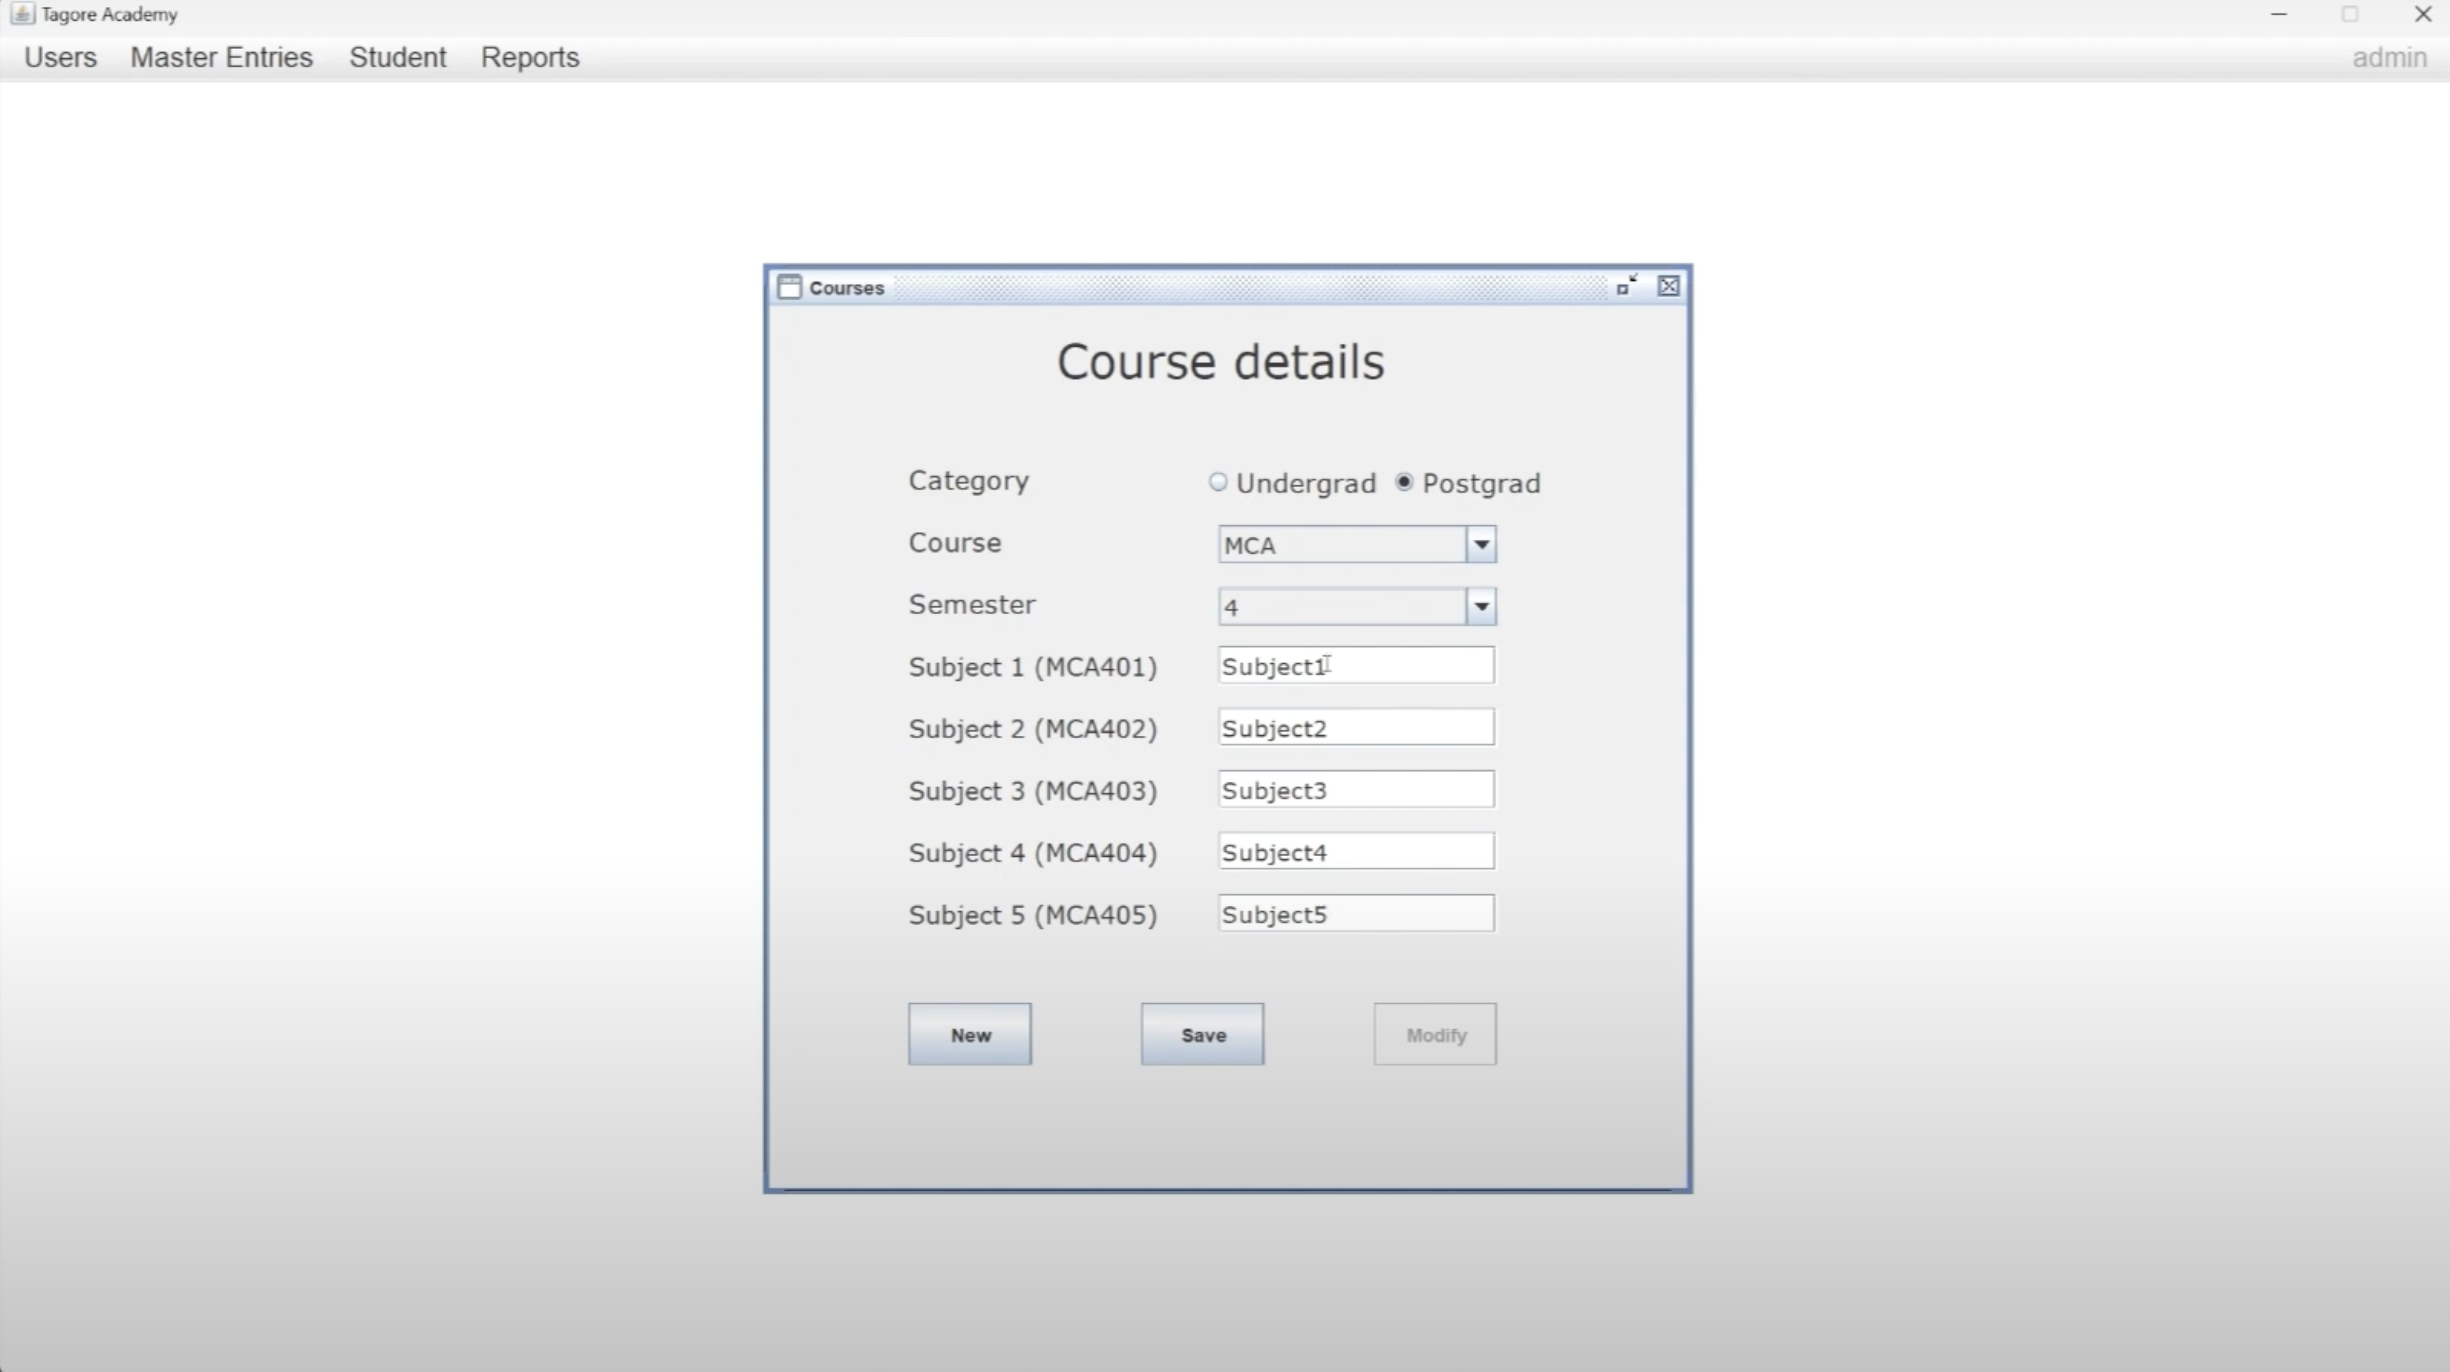 Tagore Academy
Users Master Entries Student Reports admin
Courses
Course details
Category Undergrad Postgrad
Course MCA
Semester 4
Subject 1 (MCA401) Subject1
Subject 2 (MCA402) Subject2
Subject 3 (MCA403) Subject3
Subject 4 (MCA404) Subject4
Subject 5 (MCA405) Subject5
New Save Modify